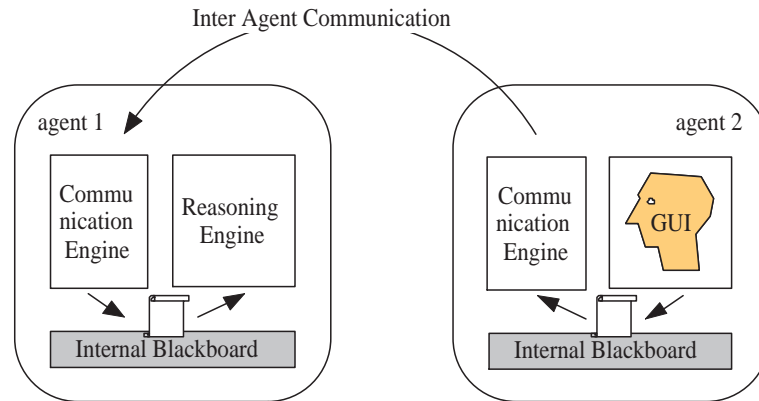 Inter Agent Communication
agent 1
Commu
nication
Engine
Reasoning
Engine
Internal Blackboard
agent 2
Commu
nication
Engine
GUI
Internal Blackboard